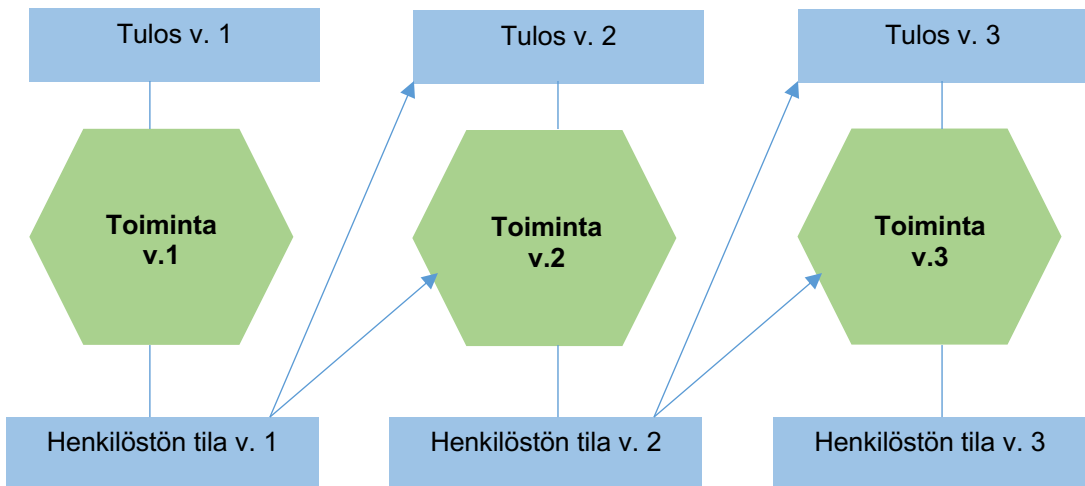 Tulos v. 1
Tulos v. 2
Tulos v. 3
Toiminta
v.1
Toiminta
v.2
Toiminta
v.3
Henkilöstön tila v. 1
Henkilöstön tila v. 2
Henkilöstön tila v. 3